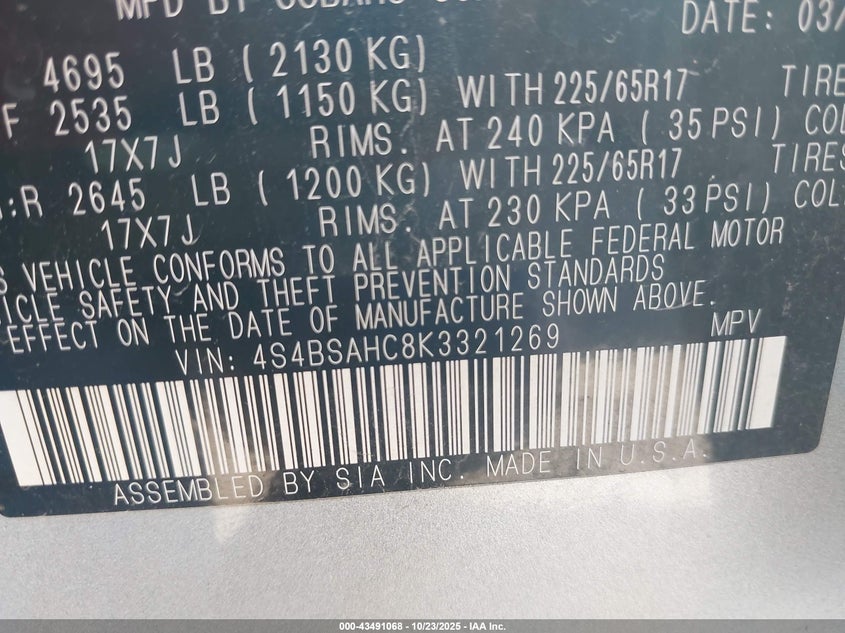 MFD BY SUBARU
DATE: 03/
4695 LB ( 2130 KG)
F 2535 LB ( 1150 KG) WITH 225/65R17 TIRE
17X7J RIMS. AT 240 KPA ( 35 PSI) COL
:R 2645 LB ( 1200 KG) WITH 225/65R17 TIRES
17X7J RIMS. AT 230 KPA ( 33 PSI) COL
S VEHICLE CONFORMS TO ALL APPLICABLE FEDERAL MOTOR
ICLE SAFETY AND THEFT PREVENTION STANDARDS
EFFECT ON THE DATE OF MANUFACTURE SHOWN ABOVE.
VIN: 4S4BSAHC8K3321269 MPV
ASSEMBLED BY SIA INC. MADE IN U.S.A.
000-43491068 - 10/23/2025 - IAA Inc.